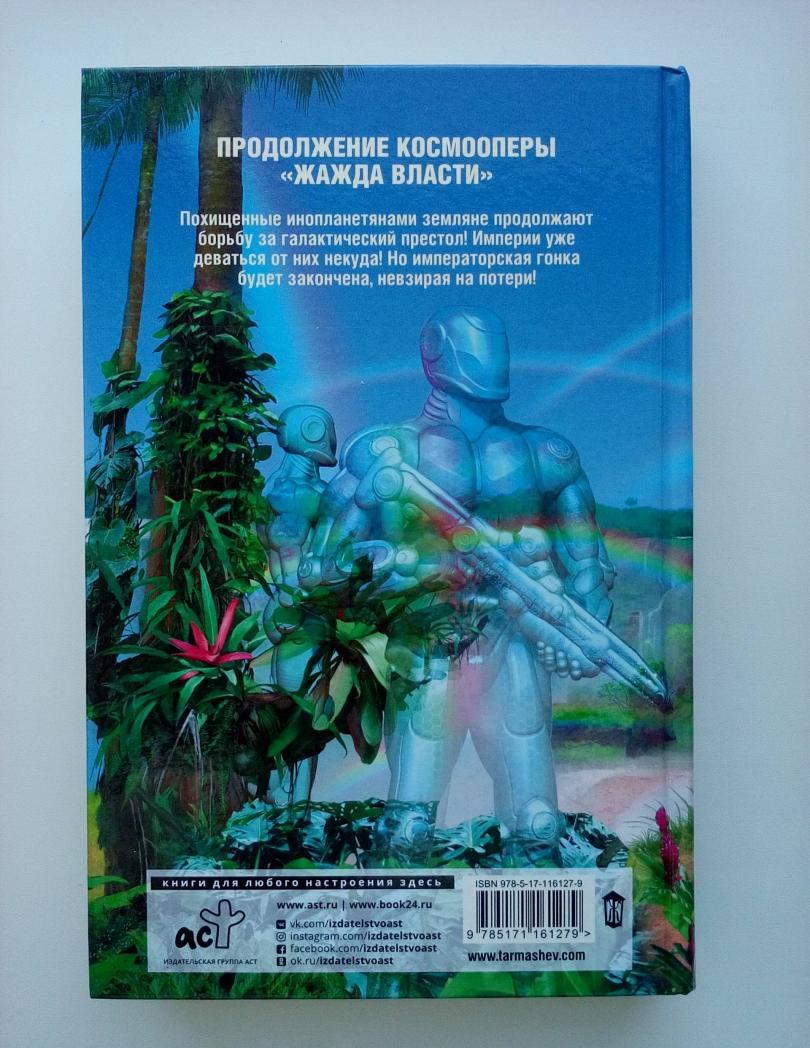 ПРОДОЛЖЕНИЕ КОСМООПЕРЫ
«ЖАЖДА ВЛАСТИ»
Похищенные инопланетянами земляне продолжают
борьбу за галактический престол! Империи уже
деваться от них некуда! Но императорская гонка
будет закончена, невзирая на потери!
книги для любого настроения здесь
www.ast.ru | www.book24.ru
vk.com/izdatelstvoast
instagram.com/izdatelstvoast
facebook.com/izdatelstvoast
ok.ru/izdatelstvoast
аст
ИЗДАТЕЛЬСКАЯ ГРУППА АСТ
ISBN 978-5-17-116127-9
9 785171 161279>
www.tarmashev.com